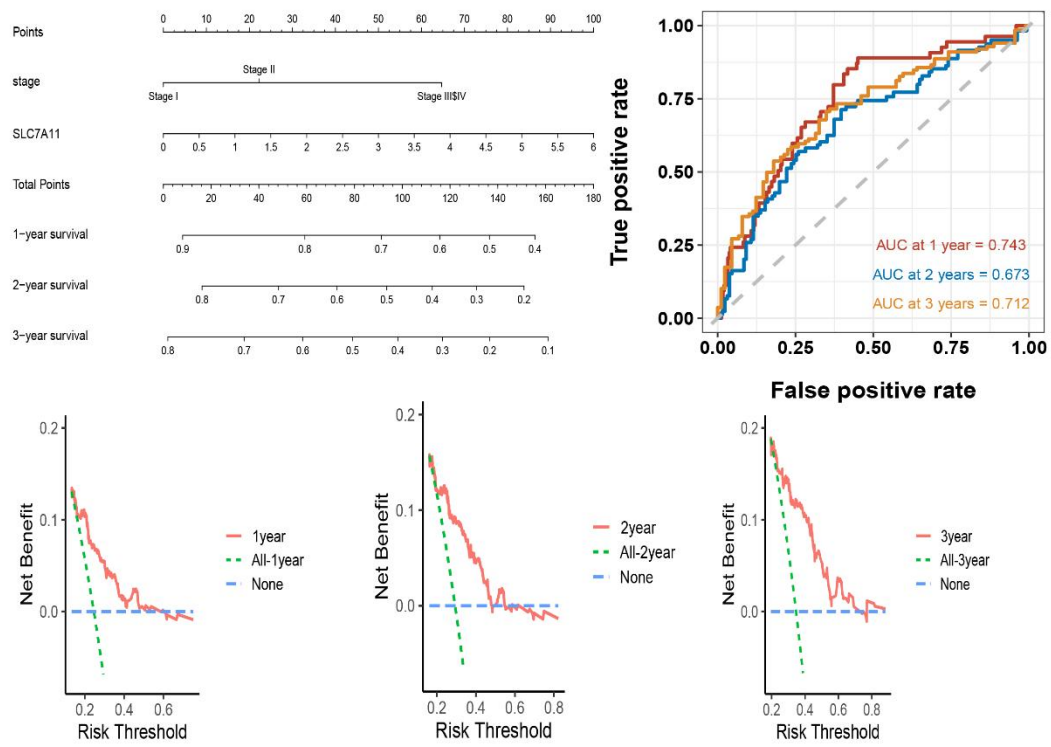 Points
0 10 20 30 40 50 60 70 80 90 100
stage
Stage I
Stage II
Stage III$IV
SLC7A11
0 0.5 1 1.5 2 2.5 3 3.5 4 4.5 5 5.5 6
Total Points
0 20 40 60 80 100 120 140 160 180
1-year survival
0.9 0.8 0.7 0.6 0.5 0.4
2-year survival
0.8 0.7 0.6 0.5 0.4 0.3 0.2
3-year survival
0.8 0.7 0.6 0.5 0.4 0.3 0.2 0.1
True positive rate
1.00
0.75
0.50
0.25
0.00
AUC at 1 year = 0.743
AUC at 2 years = 0.673
AUC at 3 years = 0.712
0.00 0.25 0.50 0.75 1.00
False positive rate
Net Benefit
0.2
0.1
0.0
1year
All-1year
None
0.2 0.4 0.6
Risk Threshold
Net Benefit
0.2
0.1
0.0
2year
All-2year
None
0.2 0.4 0.6 0.8
Risk Threshold
Net Benefit
0.2
0.1
0.0
3year
All-3year
None
0.2 0.4 0.6 0.8
Risk Threshold